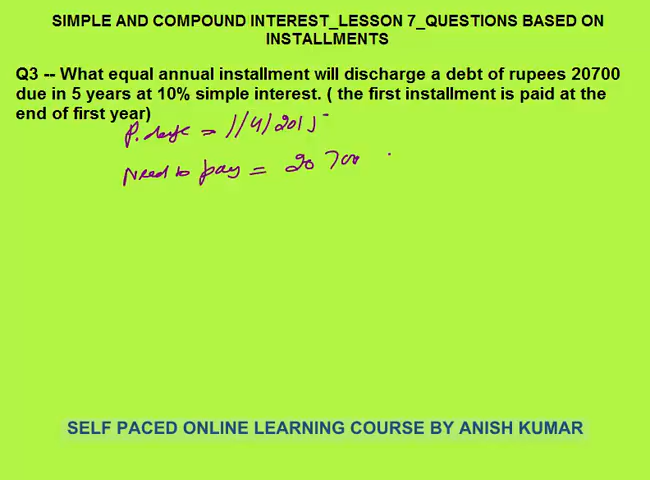 SIMPLE AND COMPOUND INTEREST_LESSON 7_QUESTIONS BASED ON
INSTALLMENTS
Q3 -- What equal annual installment will discharge a debt of rupees 20700
due in 5 years at 10% simple interest. ( the first installment is paid at the
end of first year)
P. date = 1/4/2015
Need to pay = 20700
SELF PACED ONLINE LEARNING COURSE BY ANISH KUMAR